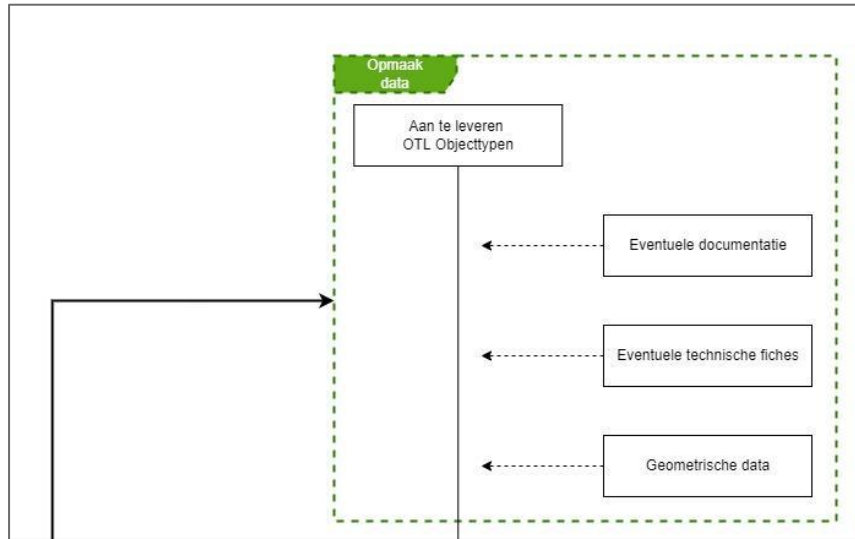 Opmaak
data
Aan te leveren
OTL Objecttypen
Eventuele documentatie
Eventuele technische fiches
Geometrische data